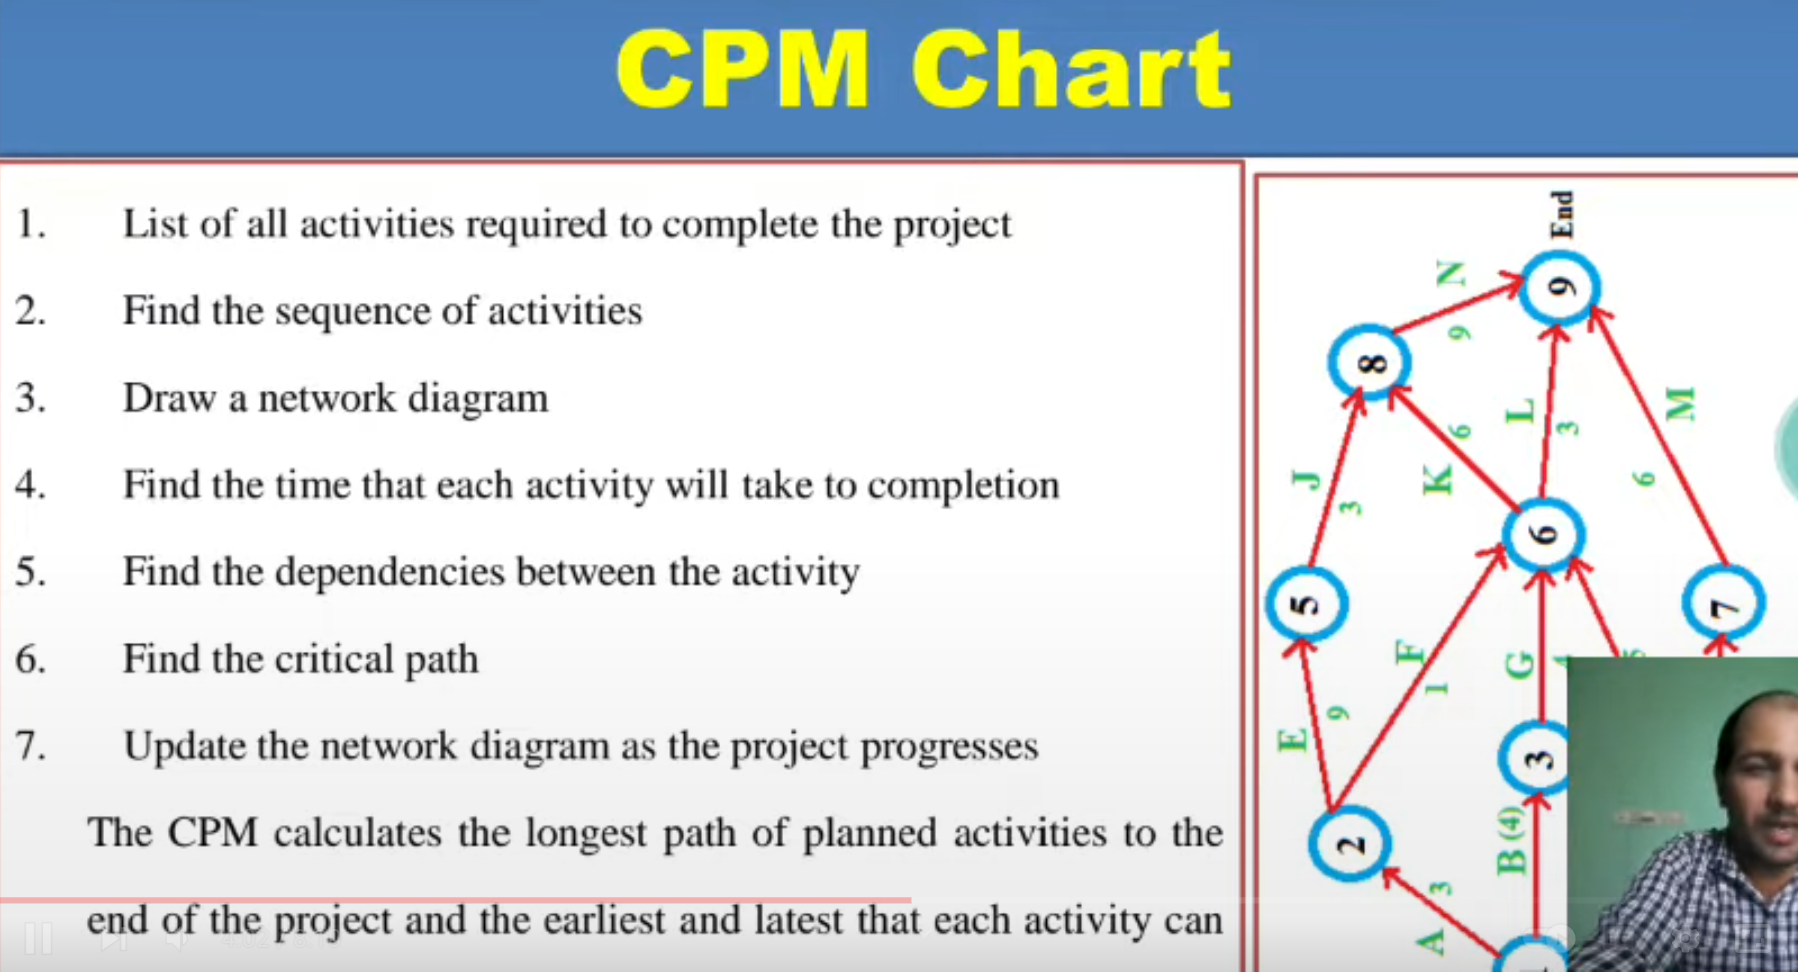 CPM Chart
1. List of all activities required to complete the project
2. Find the sequence of activities
3. Draw a network diagram
4. Find the time that each activity will take to completion
5. Find the dependencies between the activity
6. Find the critical path
7. Update the network diagram as the project progresses
The CPM calculates the longest path of planned activities to the
end of the project and the earliest and latest that each activity can
End
9
N
9
8
M
L
3
6
K
J
3
6
6
5
7
F
1
G
E
9
3
2
B (4)
3
A